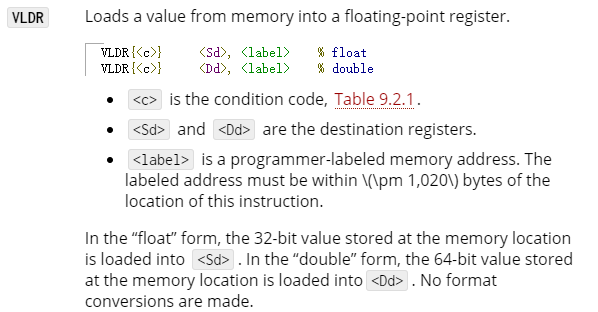 VLDR Loads a value from memory into a floating-point register.
VLDR{<c>} <Sd>, <label> % float
VLDR{<c>} <Dd>, <label> % double
• <c> is the condition code, Table 9.2.1.
• <Sd> and <Dd> are the destination registers.
• <label> is a programmer-labeled memory address. The
labeled address must be within \(\pm 1,020\) bytes of the
location of this instruction.
In the “float” form, the 32-bit value stored at the memory location
is loaded into <Sd> . In the “double” form, the 64-bit value stored
at the memory location is loaded into <Dd> . No format
conversions are made.